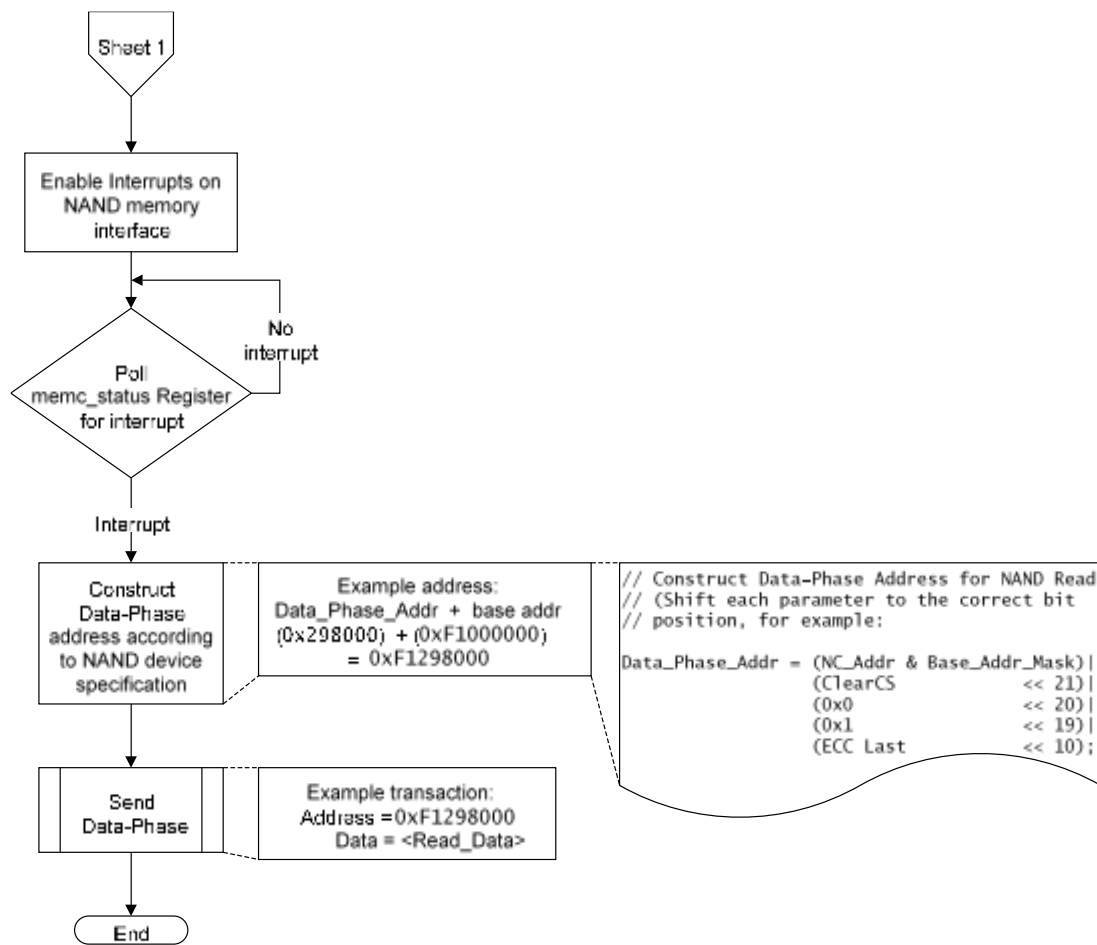 Sheet 1
Enable Interrupts on
NAND memory
interface
No
interrupt
Poll
memc_status Register
for interrupt
Interrupt
Construct
Data-Phase
address according
to NAND device
specification
Example address:
Data_Phase_Addr + base addr
(0x298000) + (0xF1000000)
= 0xF1298000
// Construct Data-Phase Address for NAND Read
// (Shift each parameter to the correct bit
// position, for example:
Data_Phase_Addr = (NC_Addr & Base_Addr_Mask)|
(ClearCS << 21)|
(0x0 << 20)|
(0x1 << 19)|
(ECC Last << 10);
Send
Data-Phase
Example transaction:
Address =0xF1298000
Data = <Read_Data>
End